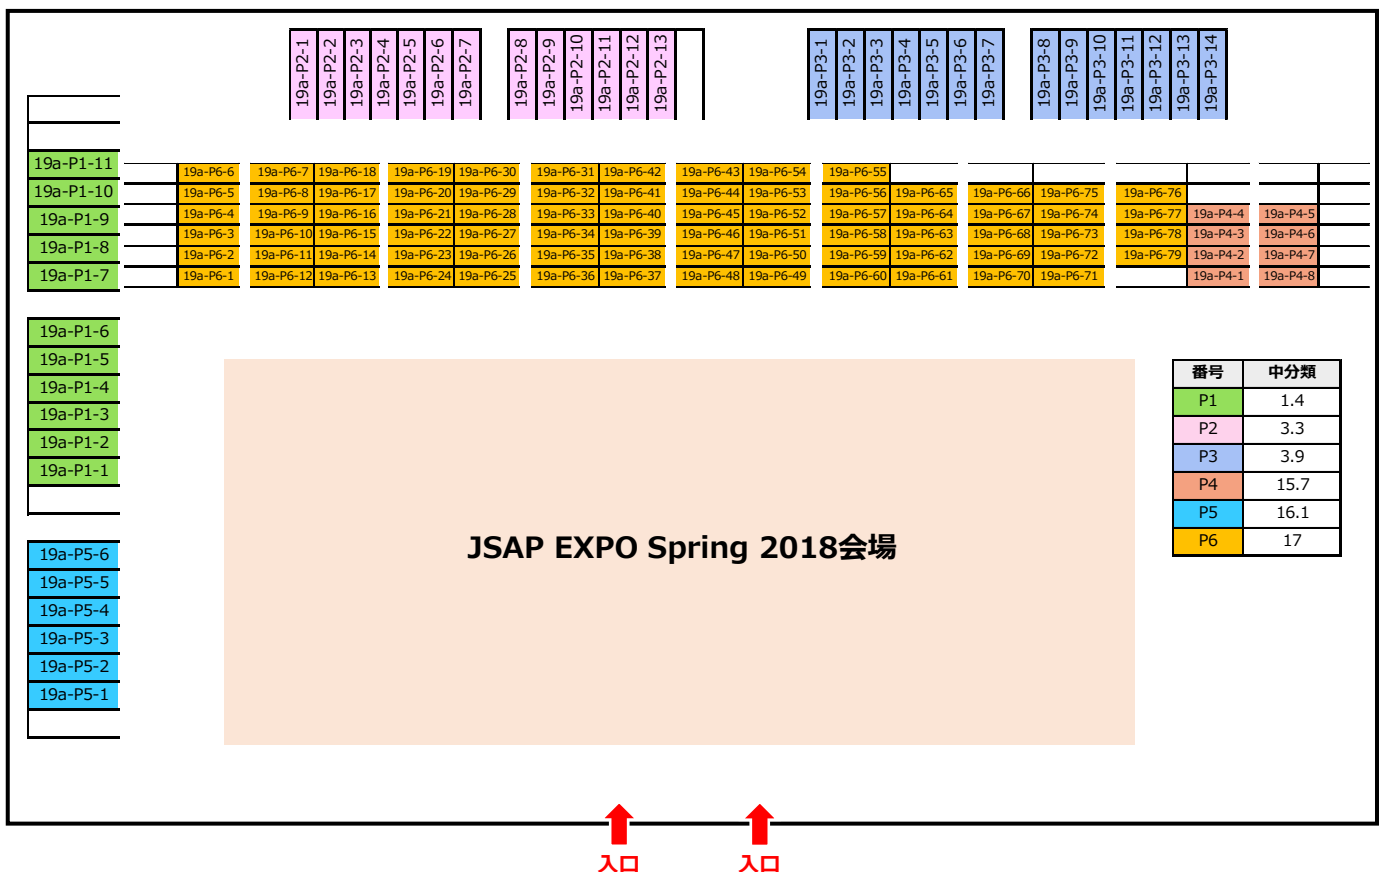 19a-P2-1 19a-P2-2 19a-P2-3 19a-P2-4 19a-P2-5 19a-P2-6 19a-P2-7 19a-P2-8 19a-P2-9 19a-P2-10 19a-P2-11 19a-P2-12 19a-P2-13 19a-P3-1 19a-P3-2 19a-P3-3 19a-P3-4 19a-P3-5 19a-P3-6 19a-P3-7 19a-P3-8 19a-P3-9 19a-P3-10 19a-P3-11 19a-P3-12 19a-P3-13 19a-P3-14
19a-P1-11
19a-P1-10
19a-P1-9
19a-P1-8
19a-P1-7
19a-P6-6 19a-P6-7 19a-P6-18 19a-P6-19 19a-P6-30 19a-P6-31 19a-P6-42 19a-P6-43 19a-P6-54 19a-P6-55
19a-P6-5 19a-P6-8 19a-P6-17 19a-P6-20 19a-P6-29 19a-P6-32 19a-P6-41 19a-P6-44 19a-P6-53 19a-P6-56 19a-P6-65 19a-P6-66 19a-P6-75 19a-P6-76
19a-P6-4 19a-P6-9 19a-P6-16 19a-P6-21 19a-P6-28 19a-P6-33 19a-P6-40 19a-P6-45 19a-P6-52 19a-P6-57 19a-P6-64 19a-P6-67 19a-P6-74 19a-P6-77 19a-P4-4 19a-P4-5
19a-P6-3 19a-P6-10 19a-P6-15 19a-P6-22 19a-P6-27 19a-P6-34 19a-P6-39 19a-P6-46 19a-P6-51 19a-P6-58 19a-P6-63 19a-P6-68 19a-P6-73 19a-P6-78 19a-P4-3 19a-P4-6
19a-P6-2 19a-P6-11 19a-P6-14 19a-P6-23 19a-P6-26 19a-P6-35 19a-P6-38 19a-P6-47 19a-P6-50 19a-P6-59 19a-P6-62 19a-P6-69 19a-P6-72 19a-P6-79 19a-P4-2 19a-P4-7
19a-P6-1 19a-P6-12 19a-P6-13 19a-P6-24 19a-P6-25 19a-P6-36 19a-P6-37 19a-P6-48 19a-P6-49 19a-P6-60 19a-P6-61 19a-P6-70 19a-P6-71 19a-P4-1 19a-P4-8
19a-P1-6
19a-P1-5
19a-P1-4
19a-P1-3
19a-P1-2
19a-P1-1
19a-P5-6
19a-P5-5
19a-P5-4
19a-P5-3
19a-P5-2
19a-P5-1
JSAP EXPO Spring 2018会場
番号 中分類
P1 1.4
P2 3.3
P3 3.9
P4 15.7
P5 16.1
P6 17
入口 入口